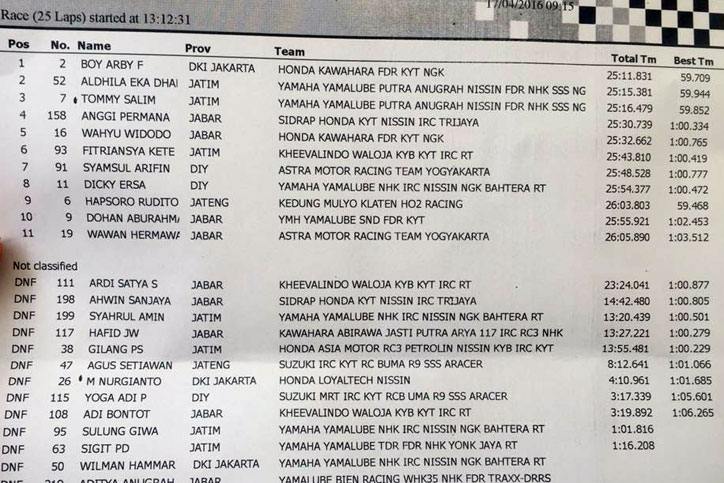 17/04/2016 09:15
Race (25 Laps) started at 13:12:31
Pos No. Name Prov Team Total Tm Best Tm
1 2 BOY ARBY F DKI JAKARTA HONDA KAWAHARA FDR KYT NGK 25:11.831 59.709
2 52 ALDHILA EKA DHAI JATIM YAMAHA YAMALUBE PUTRA ANUGRAH NISSIN FDR NHK SSS NG 25:15.381 59.944
3 7 TOMMY SALIM JATIM YAMAHA YAMALUBE PUTRA ANUGRAH NISSIN FDR NHK SSS NG 25:16.479 59.852
4 158 ANGGI PERMANA JABAR SIDRAP HONDA KYT NISSIN IRC TRIJAYA 25:30.739 1:00.334
5 16 WAHYU WIDODO JABAR HONDA KAWAHARA FDR KYT NGK 25:32.662 1:00.765
6 93 FITRIANSYA KETE JATIM KHEEVALINDO WALOJA KYB KYT IRC RT 25:43.810 1:00.419
7 91 SYAMSUL ARIFIN DIY ASTRA MOTOR RACING TEAM YOGYAKARTA 25:48.528 1:00.777
8 11 DICKY ERSA DIY YAMAHA YAMALUBE NHK IRC NISSIN NGK BAHTERA RT 25:54.377 1:00.472
9 6 HAPSORO RUDITO JATENG KEDUNG MULYO KLATEN HO2 RACING 26:03.803 59.468
10 9 DOHAN ABURAHMA JABAR YMH YAMALUBE SND FDR KYT 25:55.921 1:02.453
11 19 WAWAN HERMAWA JABAR ASTRA MOTOR RACING TEAM YOGYAKARTA 26:05.890 1:03.512
Not classified
DNF 111 ARDI SATYA S JABAR KHEEVALINDO WALOJA KYB KYT IRC RT 23:24.041 1:00.877
DNF 198 AHWIN SANJAYA JABAR SIDRAP HONDA KYT NISSIN IRC TRIJAYA 14:42.480 1:00.805
DNF 199 SYAHRUL AMIN JATIM YAMAHA YAMALUBE NHK IRC NISSIN NGK BAHTERA RT 13:20.439 1:00.501
DNF 117 HAFID JW JABAR KAWAHARA ABIRAWA JASTI PUTRA ARYA 117 IRC RC3 NHK 13:27.221 1:00.279
DNF 38 GILANG PS JATIM HONDA ASIA MOTOR RC3 PETROLIN NISSIN KYB IRC KYT 13:55.481 1:00.229
DNF 47 AGUS SETIAWAN JATENG SUZUKI IRC KYT RC BUMA R9 SSS ARACER 8:12.641 1:01.066
DNF 26 M NURGIANTO DKI JAKARTA HONDA LOYALTECH NISSIN 4:10.961 1:01.685
DNF 115 YOGA ADI P DIY SUZUKI MRT IRC KYT RCB UMA R9 SSS ARACER 3:17.339 1:05.601
DNF 108 ADI BONTOT JABAR KHEEVALINDO WALOJA KYB KYT IRC RT 3:19.892 1:06.265
DNF 95 SULUNG GIWA JATIM YAMAHA YAMALUBE NHK IRC NISSIN NGK BAHTERA RT 1:01.816
DNF 63 SIGIT PD JATIM YAMAHA YAMALUBE TDR FDR NHK YONK JAYA RT 1:16.208
DNF 50 WILMAN HAMMAR DKI JAKARTA YAMAHA YAMALUBE NHK IRC NISSIN NGK BAHTERA RT
DNF ADITYA ANUGRAH JABAR YAMALUBE BIEN RACING WHK35 NHK FDR TRAXX-DRRS